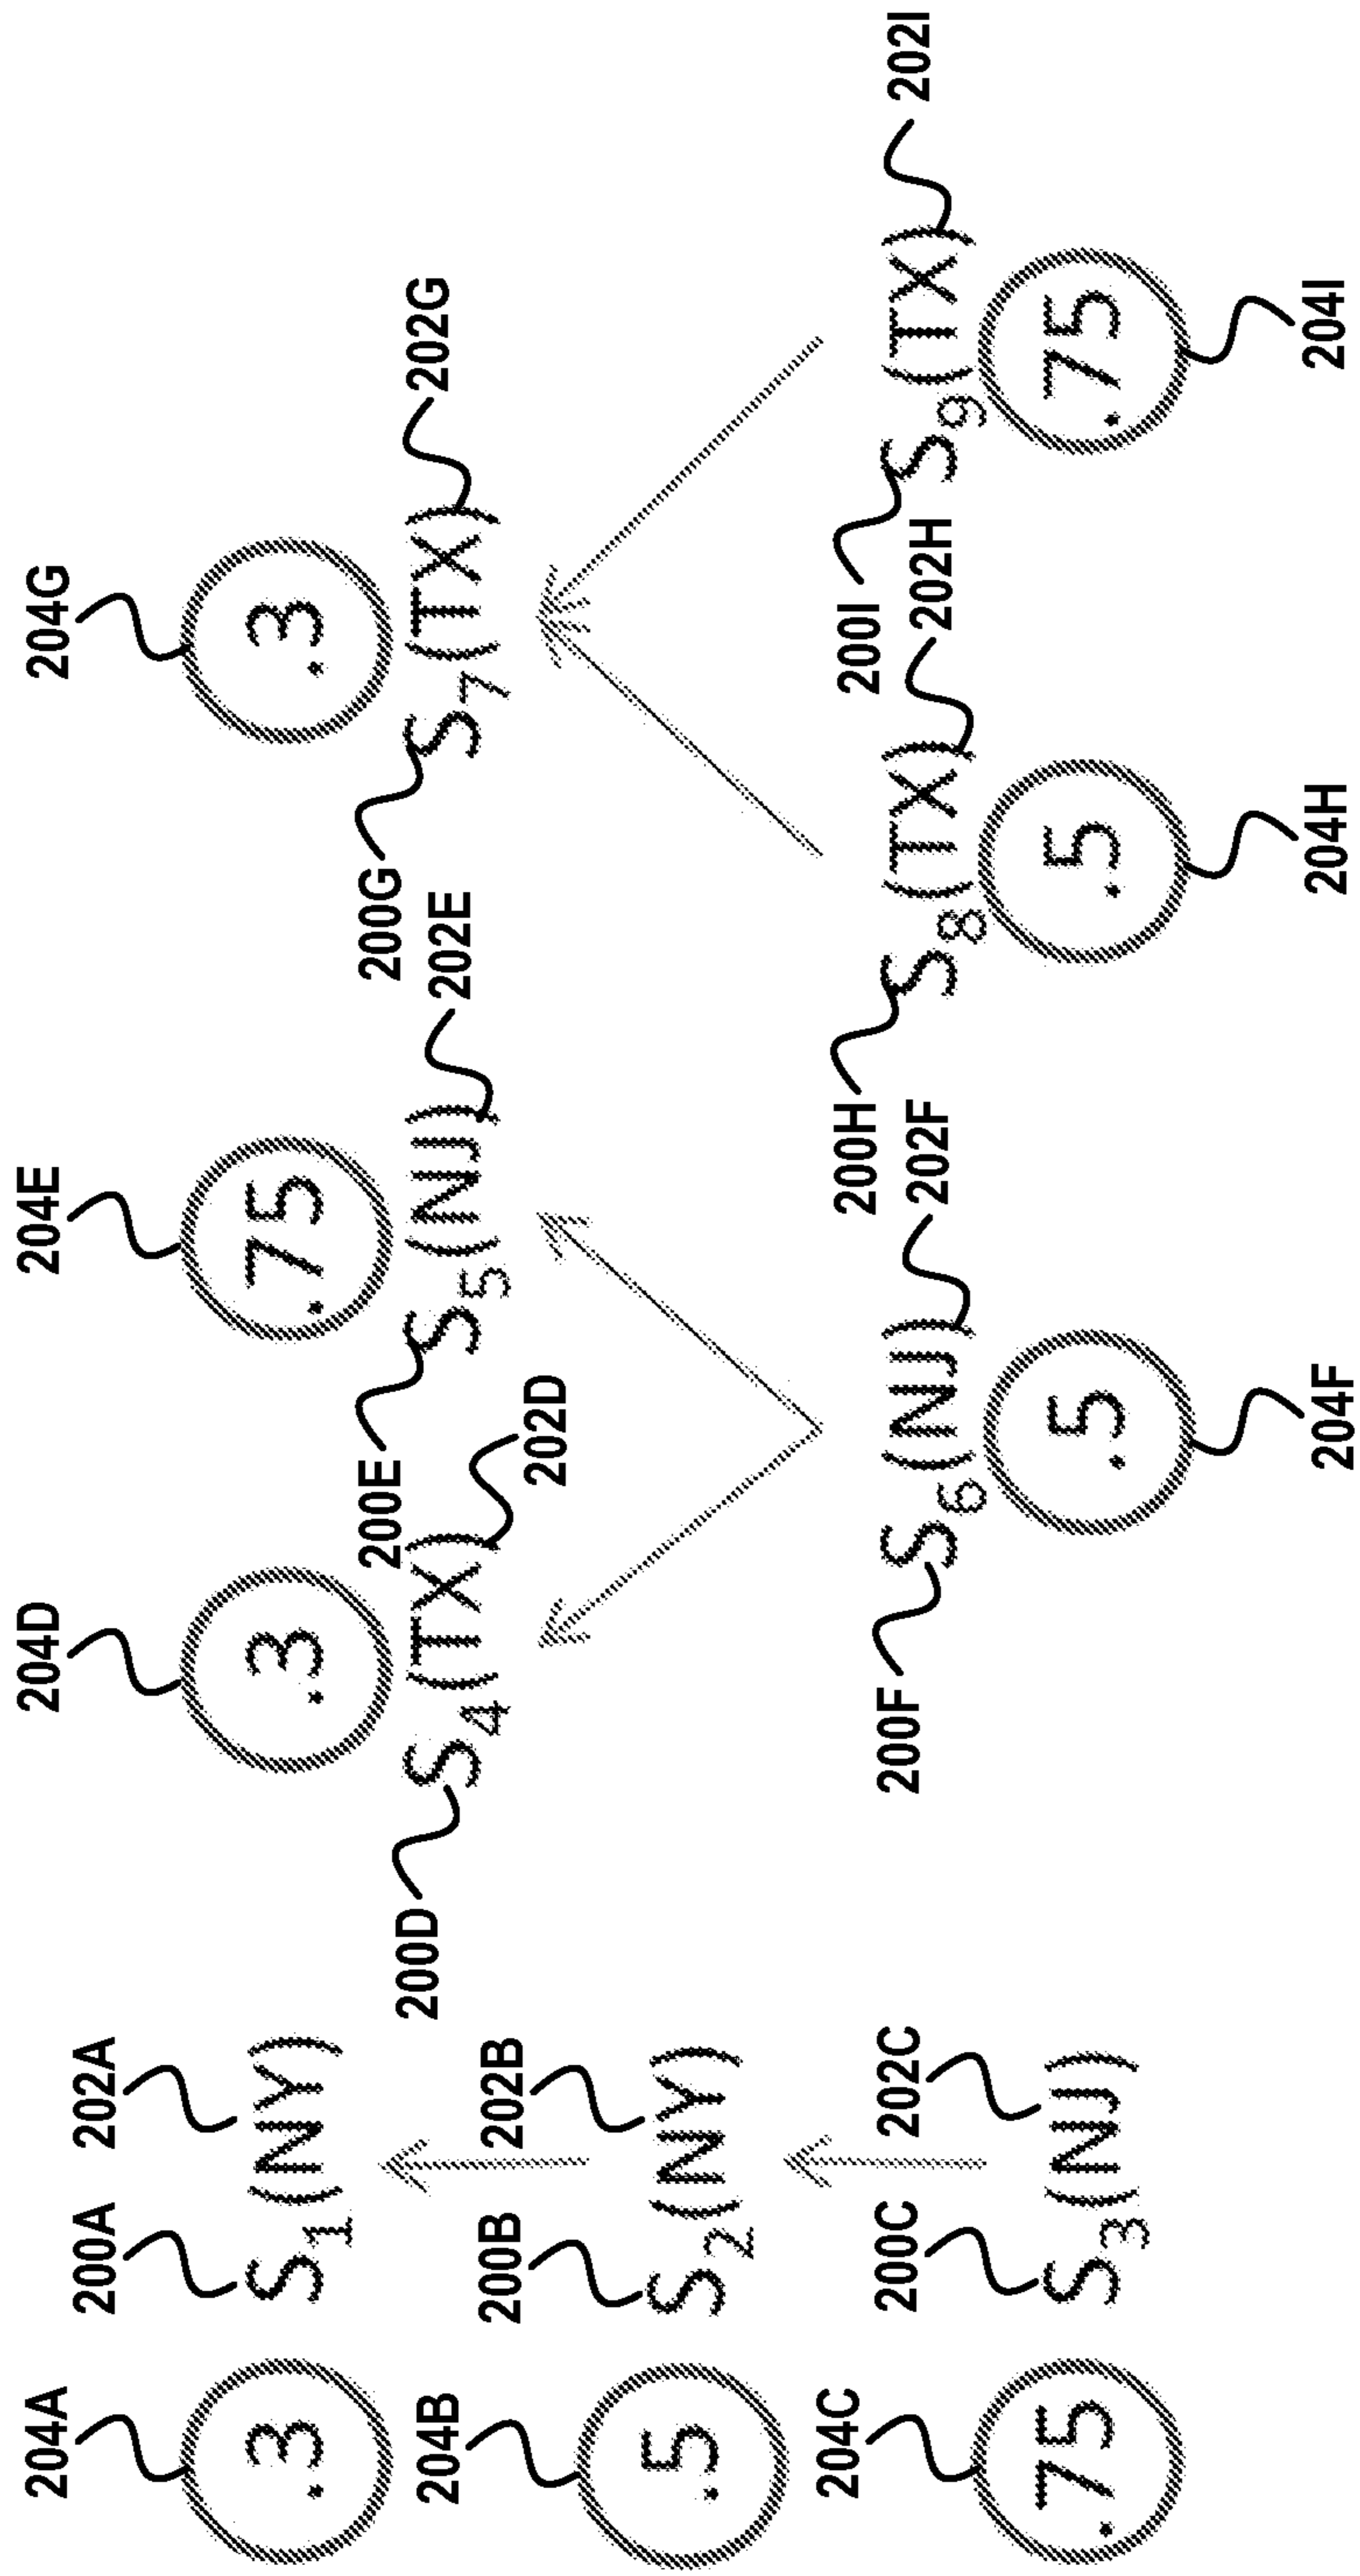 204A
.3
200A
202A
S1(NY)
204B
.5
200B
202B
S2(NY)
204C
.75
200C
202C
S3(NJ)
204D
.3
200D
S4(TX)
202D
204E
.75
200E
S5(NJ)
202E
200F
S6(NJ)
202F
.5
204F
204G
.3
200G
S7(TX)
202G
200H
S8(TX)
202H
.5
204H
200I
S9(TX)
202I
.75
204I